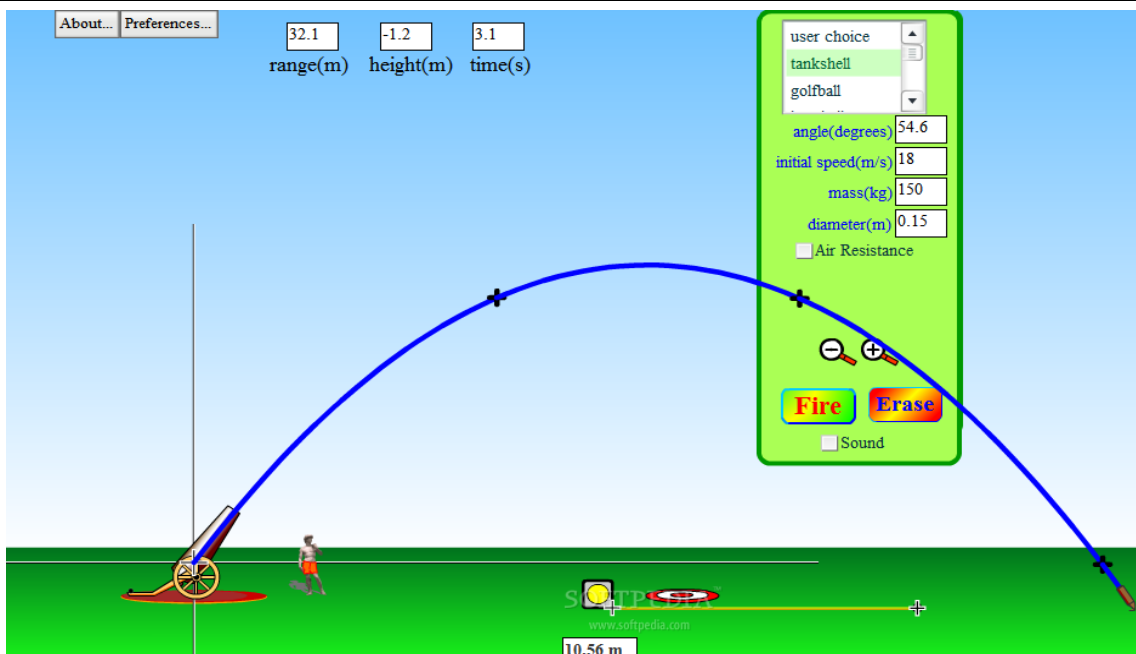 About... Preferences...
32.1 -1.2 3.1
range(m) height(m) time(s)
user choice
tankshell
golfball
angle(degrees) 54.6
initial speed(m/s) 18
mass(kg) 150
diameter(m) 0.15
Air Resistance
Fire Erase
Sound
SOFTPEDIA
www.softpedia.com
10.56 m